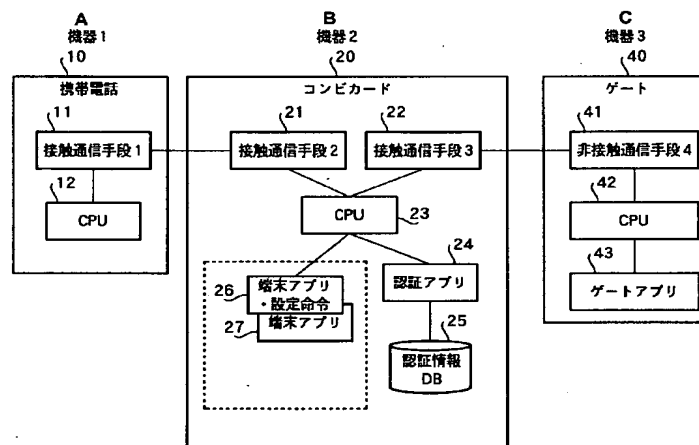 A
機器1
10
携帯電話
11
接触通信手段1
12
CPU
B
機器2
20
コンビカード
21
接触通信手段2
22
接触通信手段3
CPU
23
24
認証アプリ
26
端末アプリ
・設定命令
27
端末アプリ
25
認証情報
DB
C
機器3
40
ゲート
41
非接触通信手段4
42
CPU
43
ゲートアプリ